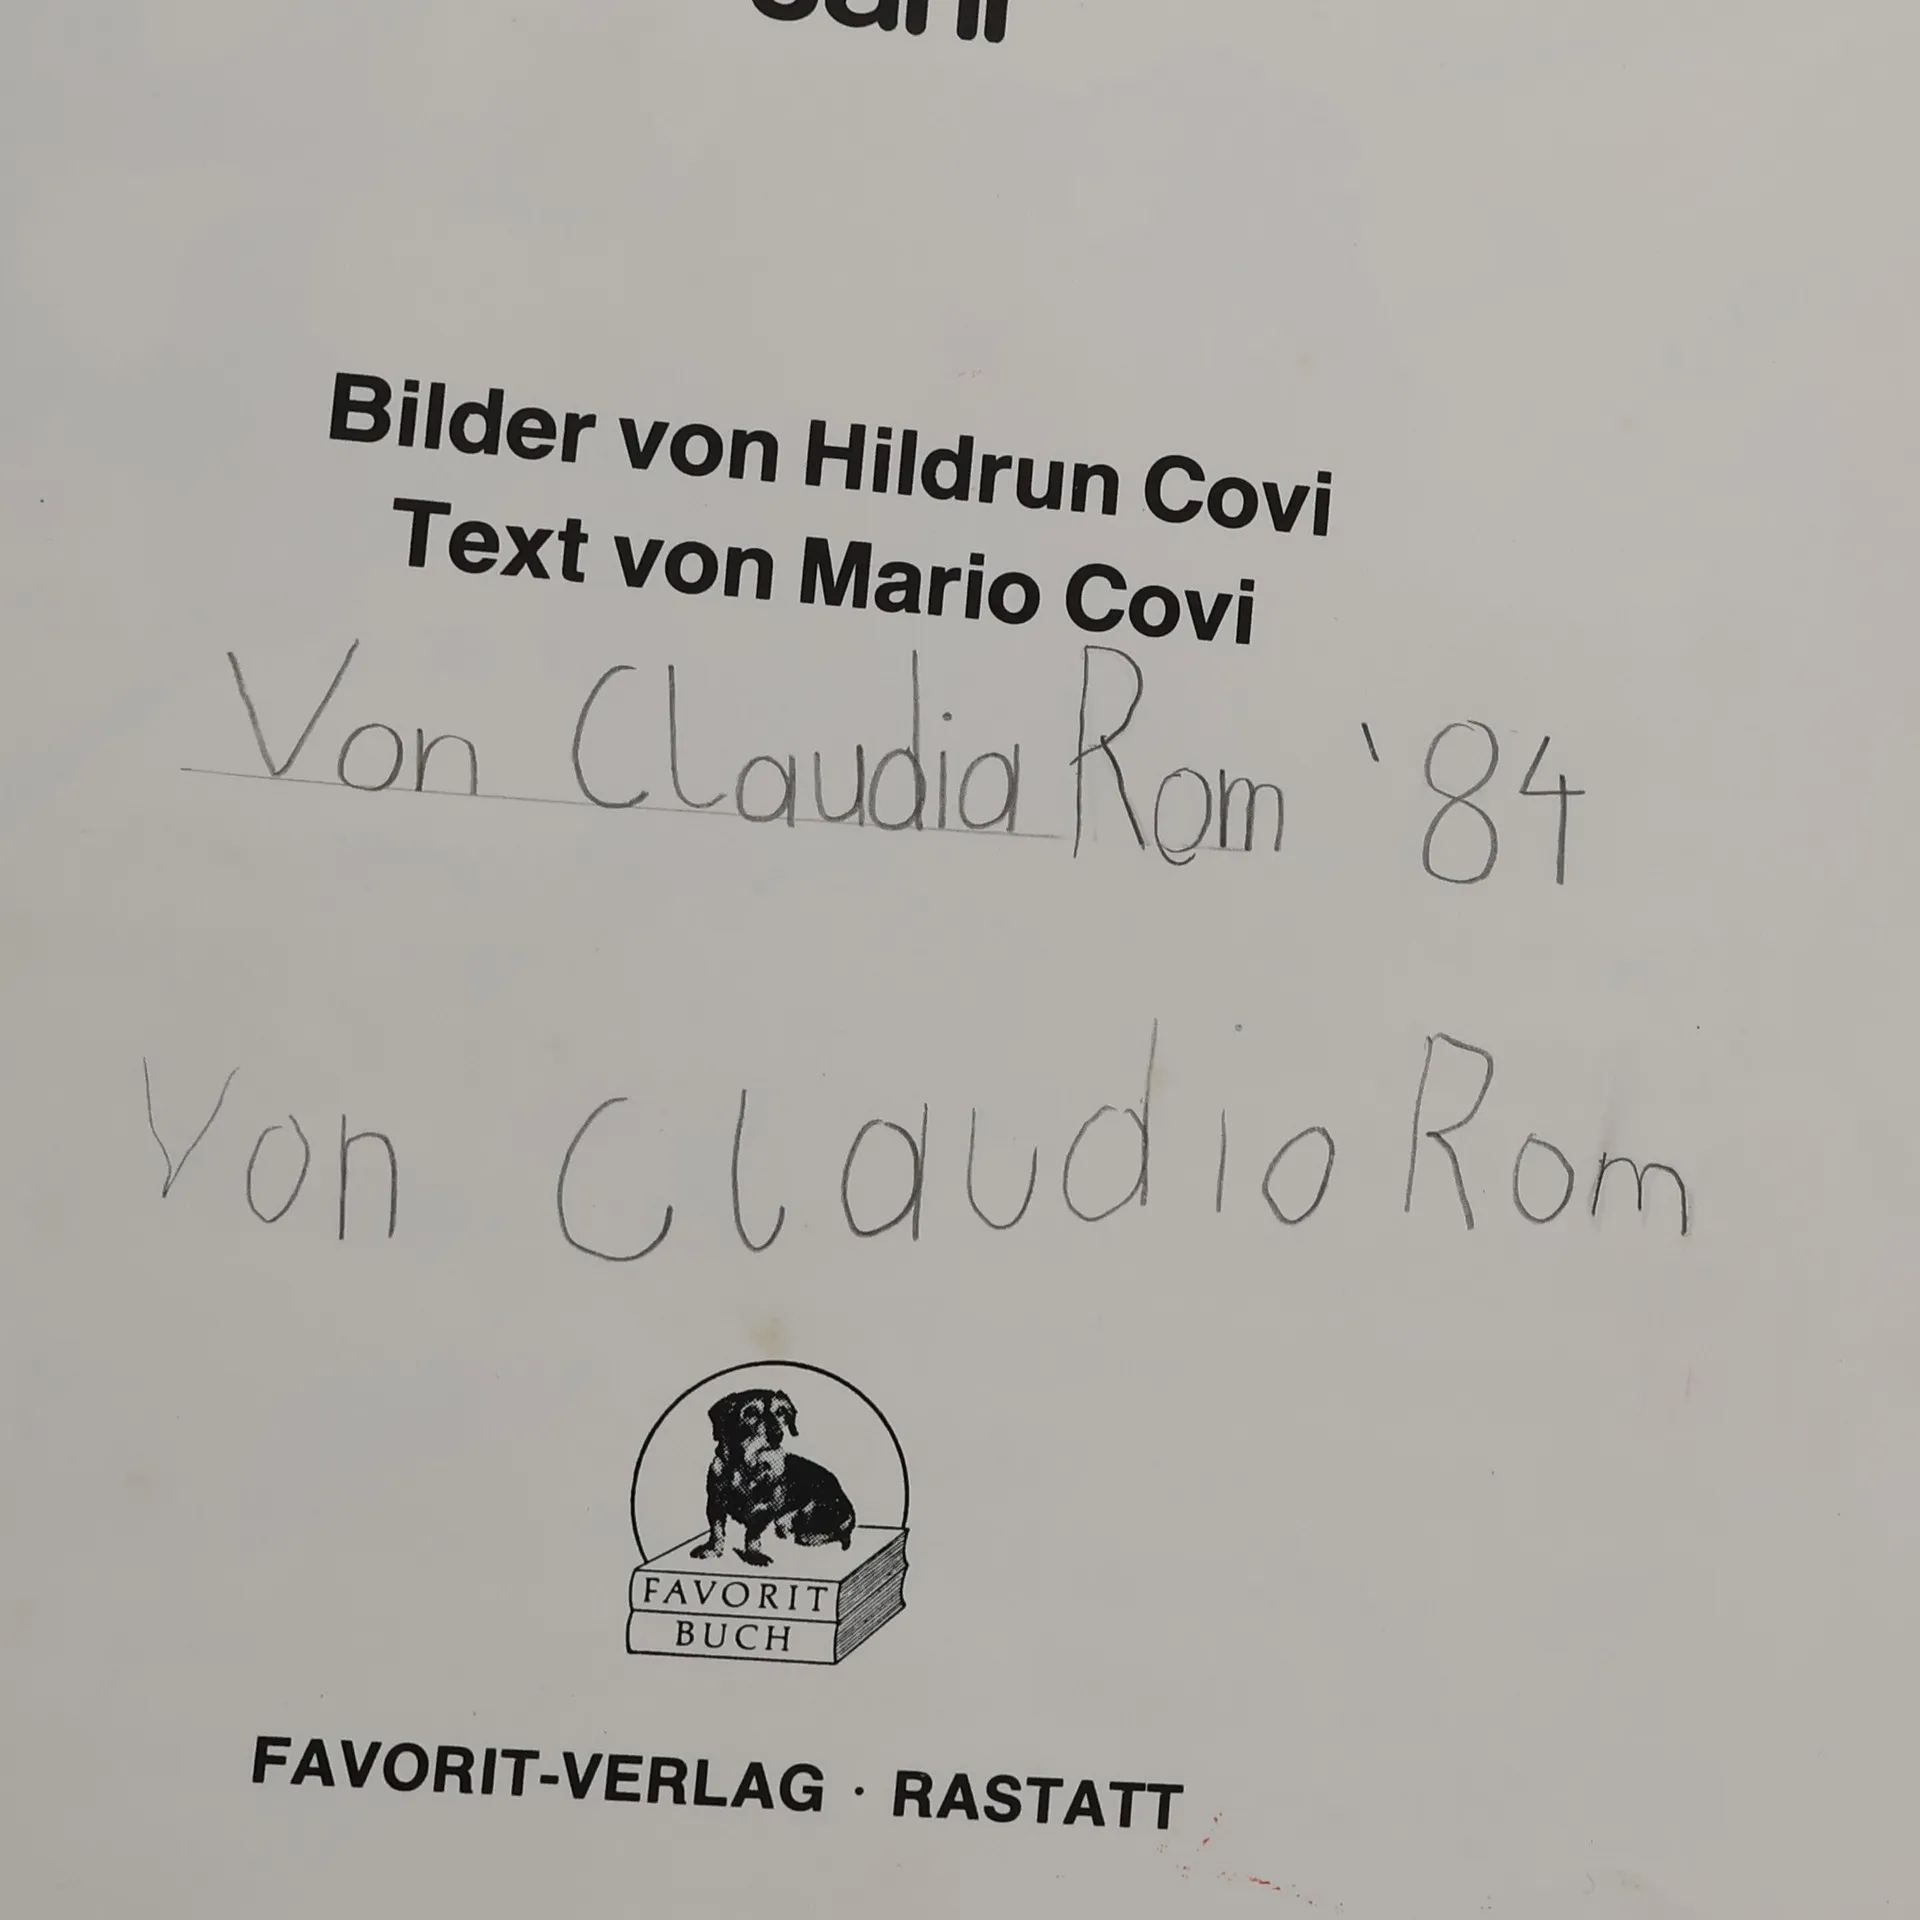 Bilder von Hildrun Covi
Text von Mario Covi
Von Claudia Rom '84
Von Claudio Rom
FAVORIT
BUCH
FAVORIT-VERLAG · RASTATT